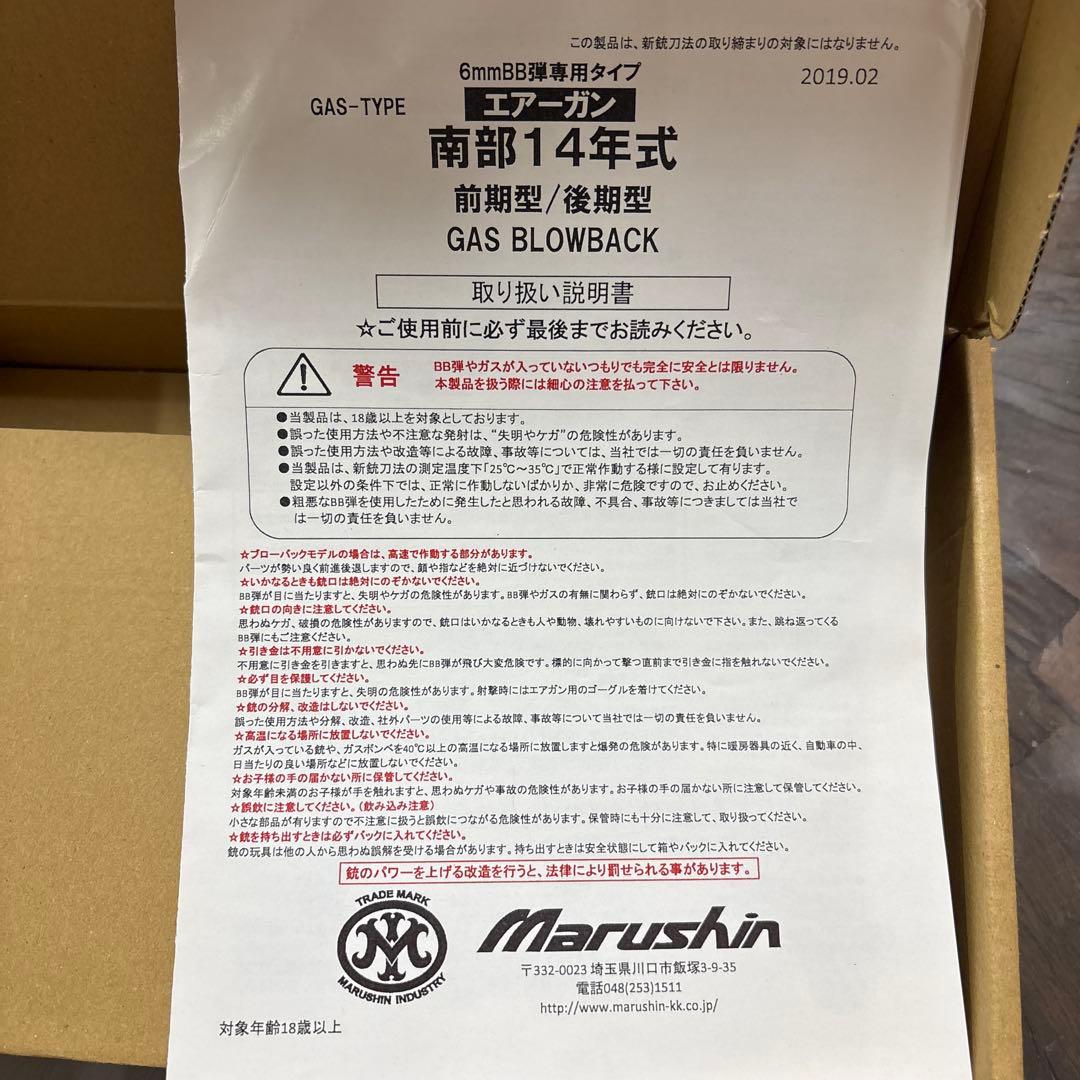 この製品は、新銃刀法の取り締まりの対象にはなりません。
6mmBB弾専用タイプ
2019.02
GAS-TYPE
エアーガン
南部14年式
前期型/後期型
GAS BLOWBACK
取り扱い説明書
☆ご使用前に必ず最後までお読みください。
警告
BB弾やガスが入っていないつもりでも完全に安全とは限りません。
本製品を扱う際には細心の注意を払って下さい。
●当製品は、18歳以上を対象としております。
●誤った使用方法や不注意な発射は、“失明やケガ”の危険性があります。
●誤った使用方法や改造等による故障、事故等については、当社では一切の責任を負いません。
●当製品は、新銃刀法の測定温度下「25℃～35℃」で正常作動する様に設定して有ります。
設定以外の条件下では、正常に作動しないばかりか、非常に危険ですので、お止めください。
●粗悪なBB弾を使用したために発生したと思われる故障、不具合、事故等につきましては当社で
は一切の責任を負いません。
☆ブローバックモデルの場合は、高速で作動する部分があります。
パーツが勢い良く前進後退しますので、顔や指などを絶対に近づけないでください。
☆いかなるときも銃口は絶対にのぞかないでください。
BB弾が目に当たりますと、失明やケガの危険性があります。BB弾やガスの有無に関わらず、銃口は絶対にのぞかないでください。
☆銃口の向きに注意してください。
思わぬケガ、破損の危険性がありますので、銃口はいかなるときも人や動物、壊れやすいものに向けないで下さい。また、跳ね返ってくる
BB弾にもご注意ください。
☆引き金は不用意に引かないでください。
不用意に引き金を引きますと、思わぬ先にBB弾が飛び大変危険です。標的に向かって撃つ直前まで引き金に指を触れないでください。
☆必ず目を保護してください。
BB弾が目に当たりますと、失明の危険性があります。射撃時にはエアガン用のゴーグルを着けてください。
☆銃の分解、改造はしないでください。
誤った使用方法や分解、改造、社外パーツの使用等による故障、事故等について当社では一切の責任を負いません。
☆高温になる場所に放置しないでください。
ガスが入っている銃や、ガスボンベを40℃以上の高温になる場所に放置しますと爆発の危険があります。特に暖房器具の近く、自動車の中、
日当たりの良い場所などに放置しないでください。
☆お子様の手の届かない所に保管してください。
対象年齢未満のお子様が手を触れますと、思わぬケガや事故の危険性があります。お子様の手の届かない所に注意して保管してください。
☆誤飲に注意してください。(飲み込み注意)
小さな部品が有りますので不注意に扱うと誤飲につながる危険性があります。保管時にも十分に注意して、取り扱ってください。
☆銃を持ち出すときは必ずバックに入れてください。
銃の玩具は他の人から思わぬ誤解を受ける場合があります。持ち出すときは安全状態にして箱やバックに入れてください。
銃のパワーを上げる改造を行うと、法律により罰せられる事があります。
TRADE MARK
MARUSHIN INDUSTRY
Marushin
〒332-0023 埼玉県川口市飯塚3-9-35
電話048(253)1511
http://www.marushin-kk.co.jp/
対象年齢18歳以上